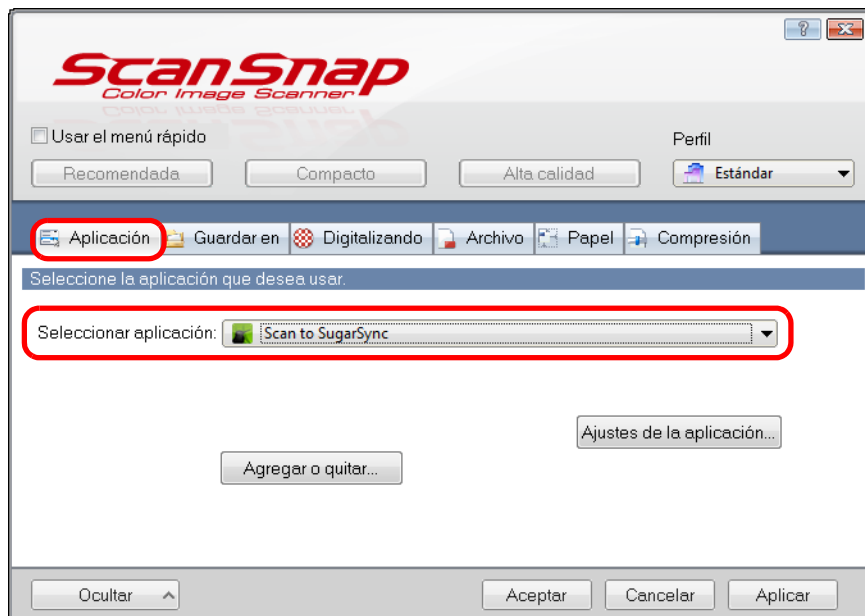 ScanSnap
Color Image Scanner
Usar el menú rápido
Perfil
Recomendada Compacto Alta calidad Estándar
Aplicación Guardar en Digitalizando Archivo Papel Compresión
Seleccione la aplicación que desea usar.
Seleccionar aplicación: Scan to SugarSync
Ajustes de la aplicación...
Agregar o quitar...
Ocultar Aceptar Cancelar Aplicar